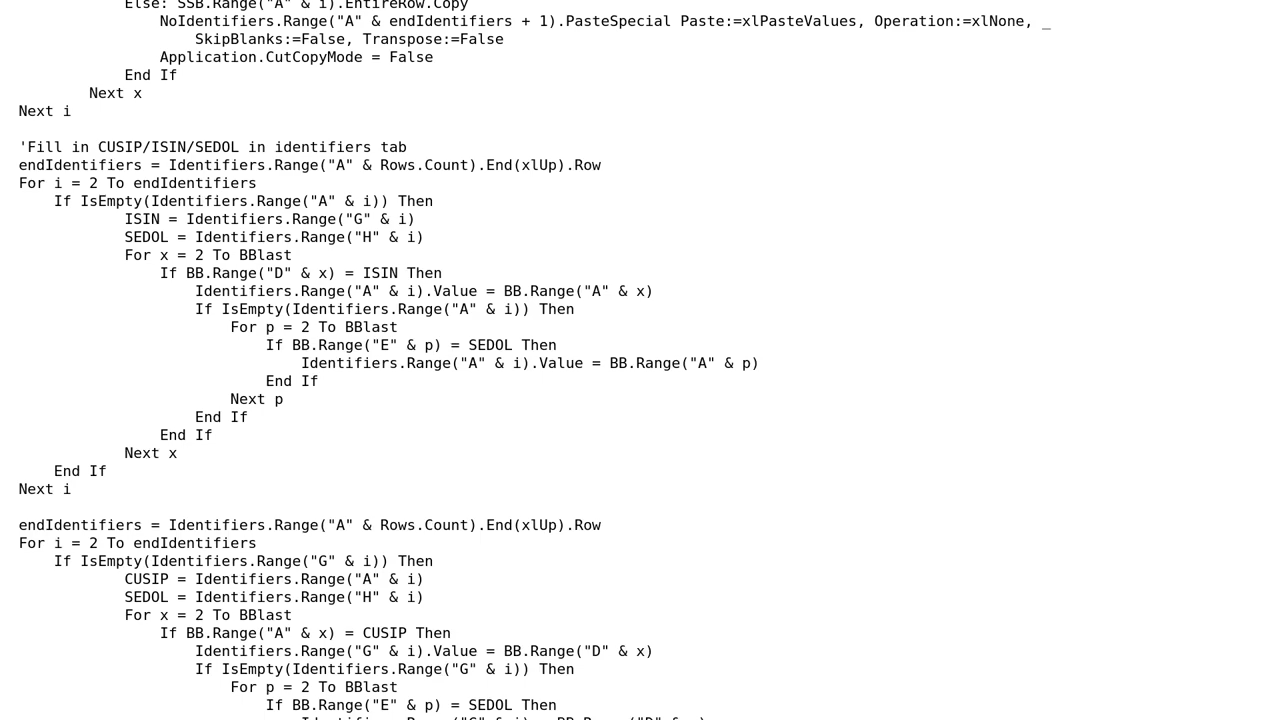 Else: SSB.Range("A" & i).EntireRow.Copy
NoIdentifiers.Range("A" & endIdentifiers + 1).PasteSpecial Paste:=xlPasteValues, Operation:=xlNone, _
SkipBlanks:=False, Transpose:=False
Application.CutCopyMode = False
End If
Next x
Next i

'Fill in CUSIP/ISIN/SEDOL in identifiers tab
endIdentifiers = Identifiers.Range("A" & Rows.Count).End(xlUp).Row
For i = 2 To endIdentifiers
If IsEmpty(Identifiers.Range("A" & i)) Then
ISIN = Identifiers.Range("G" & i)
SEDOL = Identifiers.Range("H" & i)
For x = 2 To BBlast
If BB.Range("D" & x) = ISIN Then
Identifiers.Range("A" & i).Value = BB.Range("A" & x)
If IsEmpty(Identifiers.Range("A" & i)) Then
For p = 2 To BBlast
If BB.Range("E" & p) = SEDOL Then
Identifiers.Range("A" & i).Value = BB.Range("A" & p)
End If
Next p
End If
End If
Next x
End If
Next i

endIdentifiers = Identifiers.Range("A" & Rows.Count).End(xlUp).Row
For i = 2 To endIdentifiers
If IsEmpty(Identifiers.Range("G" & i)) Then
CUSIP = Identifiers.Range("A" & i)
SEDOL = Identifiers.Range("H" & i)
For x = 2 To BBlast
If BB.Range("A" & x) = CUSIP Then
Identifiers.Range("G" & i).Value = BB.Range("D" & x)
If IsEmpty(Identifiers.Range("G" & i)) Then
For p = 2 To BBlast
If BB.Range("E" & p) = SEDOL Then